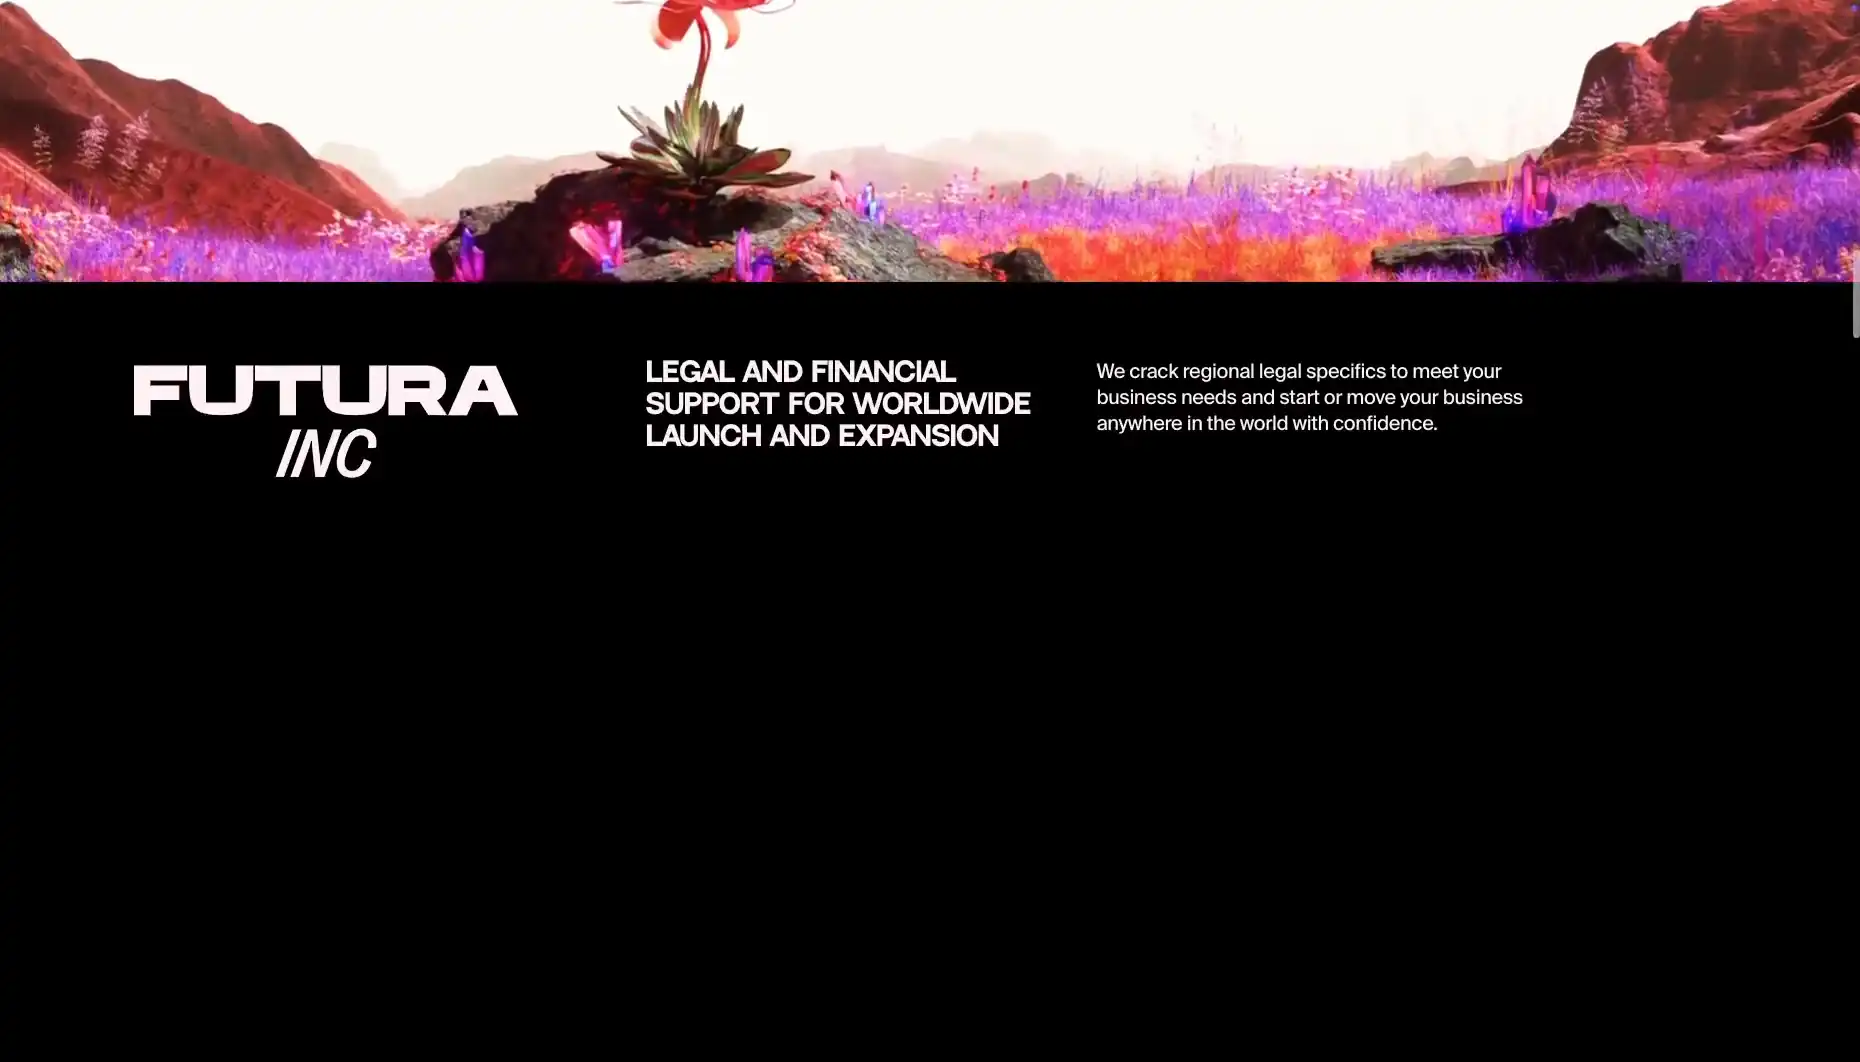 FUTURA
INC
LEGAL AND FINANCIAL
SUPPORT FOR WORLDWIDE
LAUNCH AND EXPANSION
We crack regional legal specifics to meet your
business needs and start or move your business
anywhere in the world with confidence.